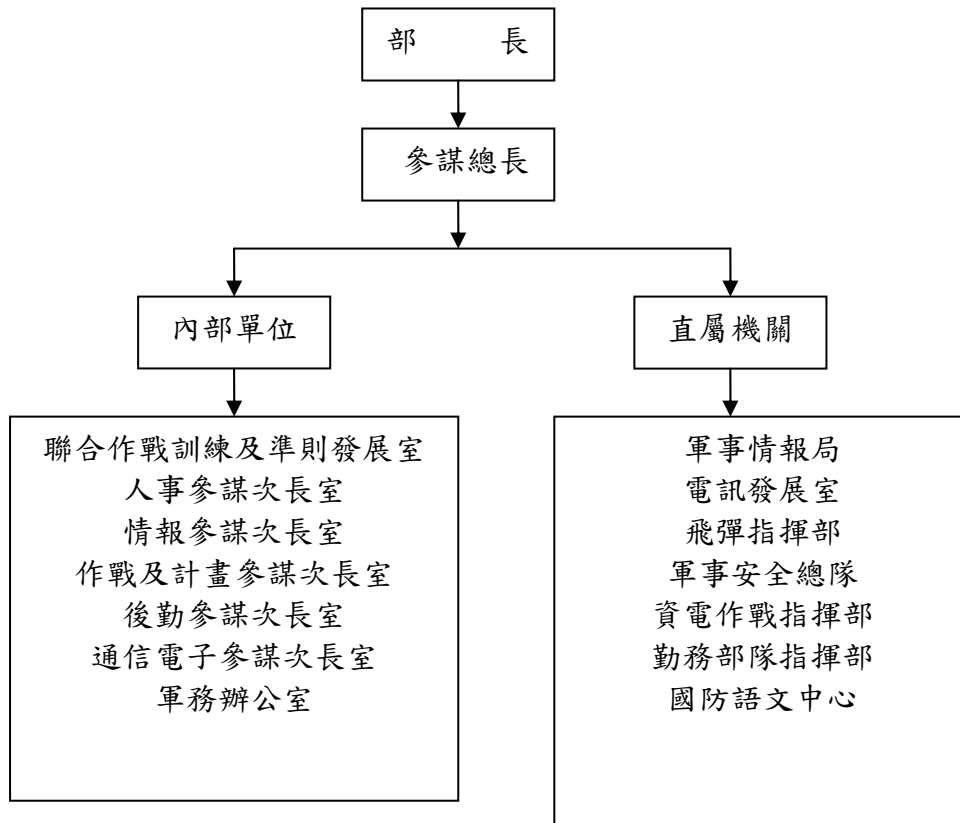 部長
參謀總長
內部單位
直屬機關
聯合作戰訓練及準則發展室
人事參謀次長室
情報參謀次長室
作戰及計畫參謀次長室
後勤參謀次長室
通信電子參謀次長室
軍務辦公室
軍事情報局
電訊發展室
飛彈指揮部
軍事安全總隊
資電作戰指揮部
勤務部隊指揮部
國防語文中心